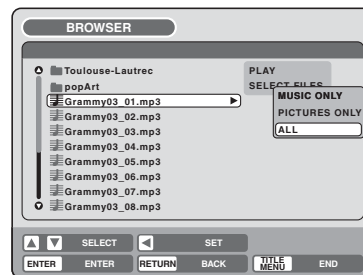 BROWSER
Toulouse-Lautrec
popArt
Grammy03_01.mp3
Grammy03_02.mp3
Grammy03_03.mp3
Grammy03_04.mp3
Grammy03_05.mp3
Grammy03_06.mp3
Grammy03_07.mp3
Grammy03_08.mp3
PLAY
SELECT FILES
MUSIC ONLY
PICTURES ONLY
ALL
SELECT SET
ENTER ENTER RETURN BACK TITLE MENU END